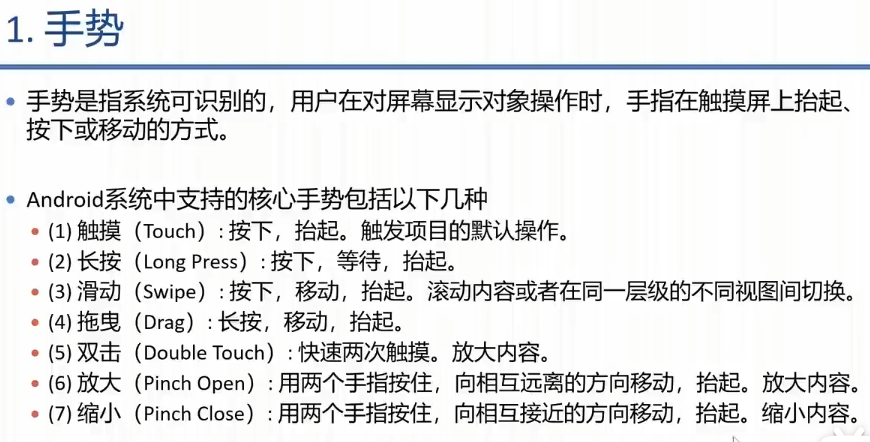 1. 手势
手势是指系统可识别的，用户在对屏幕显示对象操作时，手指在触摸屏上抬起、
按下或移动的方式。
Android系统中支持的核心手势包括以下几种
(1) 触摸（Touch）: 按下，抬起。触发项目的默认操作。
(2) 长按（Long Press）: 按下，等待，抬起。
(3) 滑动（Swipe）: 按下，移动，抬起。滚动内容或者在同一层级的不同视图间切换。
(4) 拖曳（Drag）: 长按，移动，抬起。
(5) 双击（Double Touch）: 快速两次触摸。放大内容。
(6) 放大（Pinch Open）: 用两个手指按住，向相互远离的方向移动，抬起。放大内容。
(7) 缩小（Pinch Close）: 用两个手指按住，向相互接近的方向移动，抬起。缩小内容。